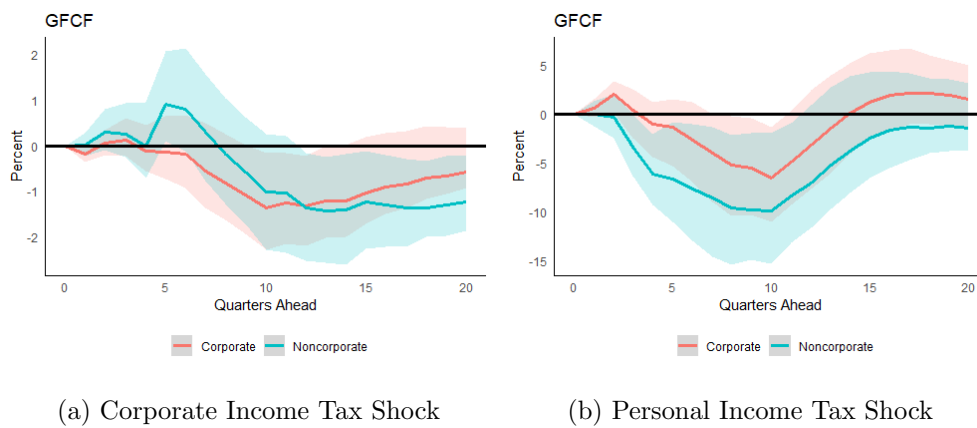 GFCF
2
1
0
-1
-2
Percent
0 5 10 15 20
Quarters Ahead
Corporate Noncorporate
(a) Corporate Income Tax Shock
GFCF
5
0
-5
-10
-15
Percent
0 5 10 15 20
Quarters Ahead
Corporate Noncorporate
(b) Personal Income Tax Shock